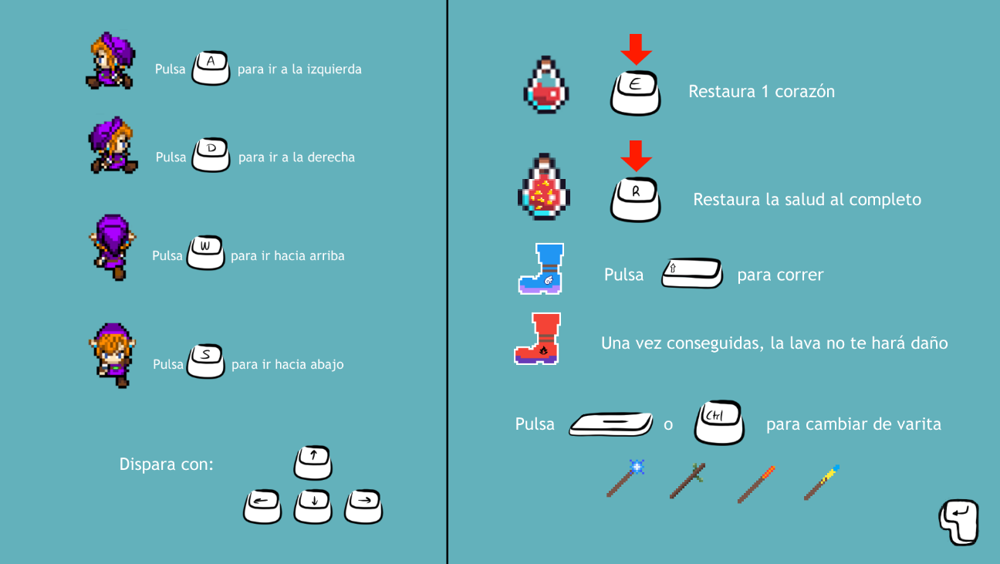 Pulsa A para ir a la izquierda
Pulsa D para ir a la derecha
Pulsa W para ir hacia arriba
Pulsa S para ir hacia abajo
Dispara con:
↑
← ↓ →
E Restaura 1 corazón
R Restaura la salud al completo
Pulsa ⇧ para correr
Una vez conseguidas, la lava no te hará daño
Pulsa o Ctrl para cambiar de varita
↵